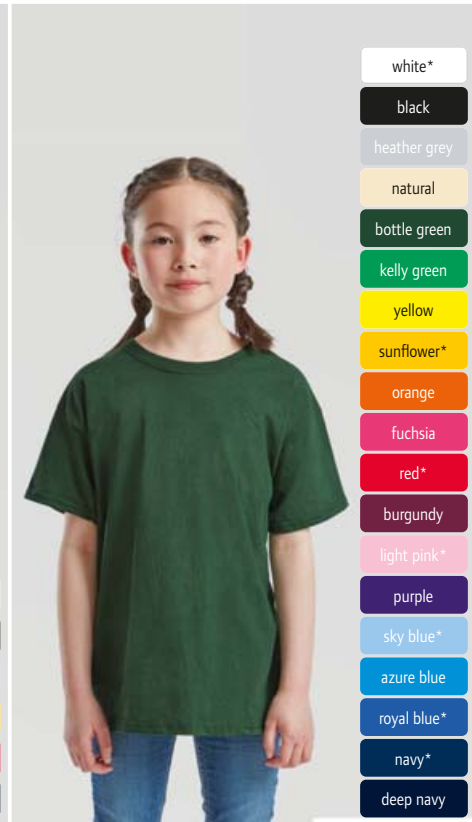 white*
black
heather grey
natural
bottle green
kelly green
yellow
sunflower*
orange
fuchsia
red*
burgundy
light pink*
purple
sky blue*
azure blue
royal blue*
navy*
deep navy